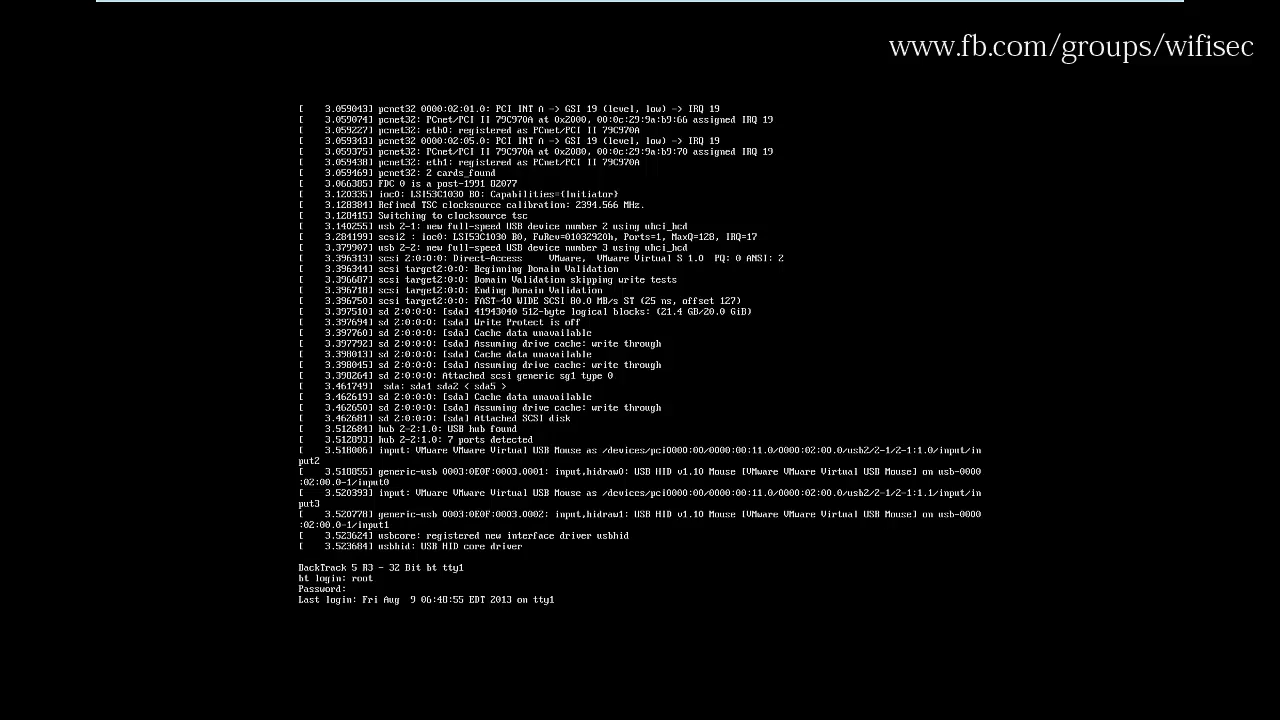 www.fb.com/groups/wifisec
[    3.059043] pcnet32 0000:02:01.0: PCI INT A -> GSI 19 (level, low) -> IRQ 19
[    3.059074] pcnet32: PCnet/PCI II 79C970A at 0x2000, 00:0c:29:9a:b9:66 assigned IRQ 19
[    3.059227] pcnet32: eth0: registered as PCnet/PCI II 79C970A
[    3.059343] pcnet32 0000:02:05.0: PCI INT A -> GSI 19 (level, low) -> IRQ 19
[    3.059375] pcnet32: PCnet/PCI II 79C970A at 0x2080, 00:0c:29:9a:b9:70 assigned IRQ 19
[    3.059438] pcnet32: eth1: registered as PCnet/PCI II 79C970A
[    3.059469] pcnet32: 2 cards_found
[    3.066385] FDC 0 is a post-1991 82077
[    3.120335] ioc0: LSI53C1030 B0: Capabilities={Initiator}
[    3.128384] Refined TSC clocksource calibration: 2394.566 MHz.
[    3.128415] Switching to clocksource tsc
[    3.140255] usb 2-1: new full-speed USB device number 2 using uhci_hcd
[    3.284199] scsi2 : ioc0: LSI53C1030 B0, FwRev=01032920h, Ports=1, MaxQ=128, IRQ=17
[    3.379907] usb 2-2: new full-speed USB device number 3 using uhci_hcd
[    3.396313] scsi 2:0:0:0: Direct-Access     VMware,  VMware Virtual S 1.0  PQ: 0 ANSI: 2
[    3.396344] scsi target2:0:0: Beginning Domain Validation
[    3.396687] scsi target2:0:0: Domain Validation skipping write tests
[    3.396718] scsi target2:0:0: Ending Domain Validation
[    3.396750] scsi target2:0:0: FAST-40 WIDE SCSI 80.0 MB/s ST (25 ns, offset 127)
[    3.397510] sd 2:0:0:0: [sda] 41943040 512-byte logical blocks: (21.4 GB/20.0 GiB)
[    3.397694] sd 2:0:0:0: [sda] Write Protect is off
[    3.397760] sd 2:0:0:0: [sda] Cache data unavailable
[    3.397792] sd 2:0:0:0: [sda] Assuming drive cache: write through
[    3.398013] sd 2:0:0:0: [sda] Cache data unavailable
[    3.398045] sd 2:0:0:0: [sda] Assuming drive cache: write through
[    3.398264] sd 2:0:0:0: Attached scsi generic sg1 type 0
[    3.461749]  sda: sda1 sda2 < sda5 >
[    3.462619] sd 2:0:0:0: [sda] Cache data unavailable
[    3.462650] sd 2:0:0:0: [sda] Assuming drive cache: write through
[    3.462681] sd 2:0:0:0: [sda] Attached SCSI disk
[    3.512684] hub 2-2:1.0: USB hub found
[    3.512893] hub 2-2:1.0: 7 ports detected
[    3.518006] input: VMware VMware Virtual USB Mouse as /devices/pci0000:00/0000:00:11.0/0000:02:00.0/usb2/2-1/2-1:1.0/input/in
put2
[    3.518855] generic-usb 0003:0E0F:0003.0001: input,hidraw0: USB HID v1.10 Mouse [VMware VMware Virtual USB Mouse] on usb-0000
:02:00.0-1/input0
[    3.520393] input: VMware VMware Virtual USB Mouse as /devices/pci0000:00/0000:00:11.0/0000:02:00.0/usb2/2-1/2-1:1.1/input/in
put3
[    3.520778] generic-usb 0003:0E0F:0003.0002: input,hidraw1: USB HID v1.10 Mouse [VMware VMware Virtual USB Mouse] on usb-0000
:02:00.0-1/input1
[    3.523624] usbcore: registered new interface driver usbhid
[    3.523684] usbhid: USB HID core driver
BackTrack 5 R3 - 32 Bit bt tty1
bt login: root
Password:
Last login: Fri Aug  9 06:48:55 EDT 2013 on tty1